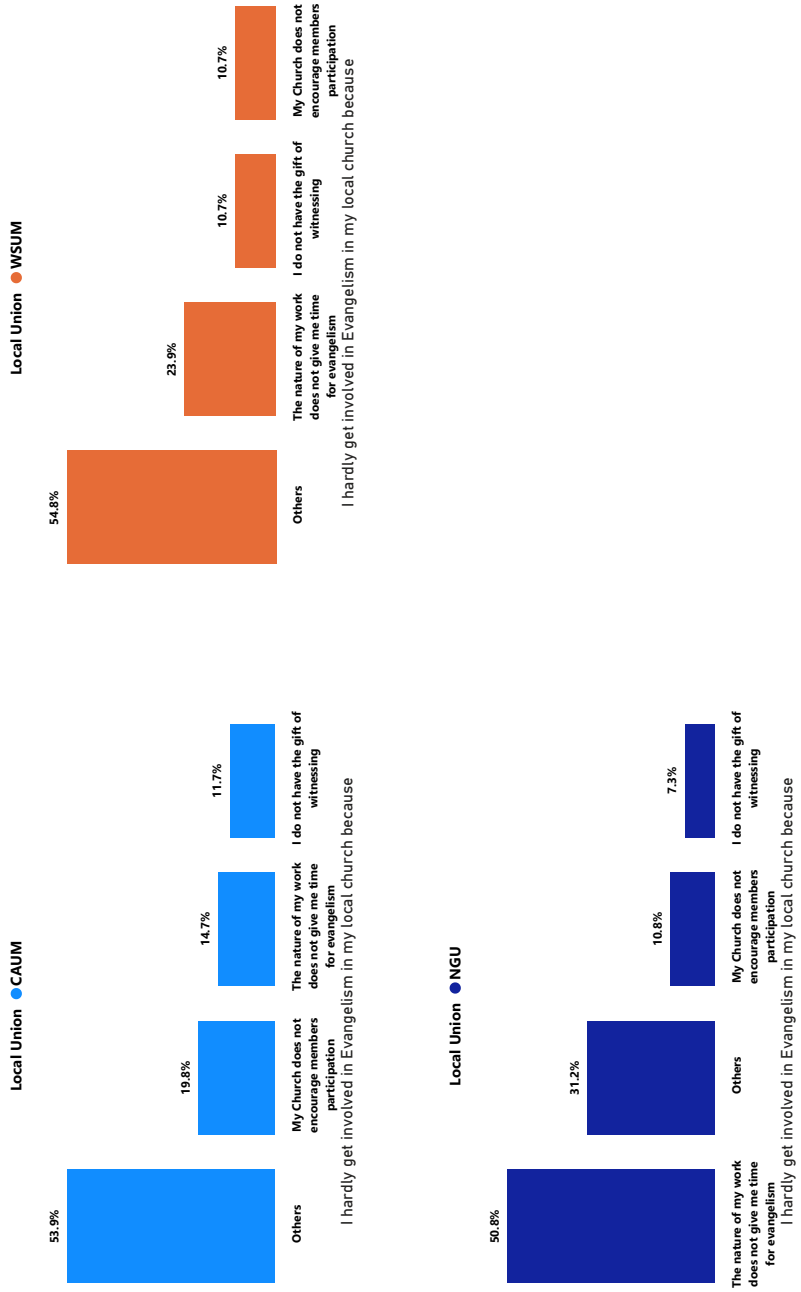 Local Union CAUM
53.9%
19.8%
14.7%
11.7%
Others
My Church does not
encourage members
participation
The nature of my work
does not give me time
for evangelism
I do not have the gift of
witnessing
I hardly get involved in Evangelism in my local church because
Local Union WSUM
54.8%
23.9%
10.7%
10.7%
Others
The nature of my work
does not give me time
for evangelism
I do not have the gift of
witnessing
My Church does not
encourage members
participation
I hardly get involved in Evangelism in my local church because
Local Union NGU
50.8%
31.2%
10.8%
7.3%
The nature of my work
does not give me time
for evangelism
Others
My Church does not
encourage members
participation
I do not have the gift of
witnessing
I hardly get involved in Evangelism in my local church because